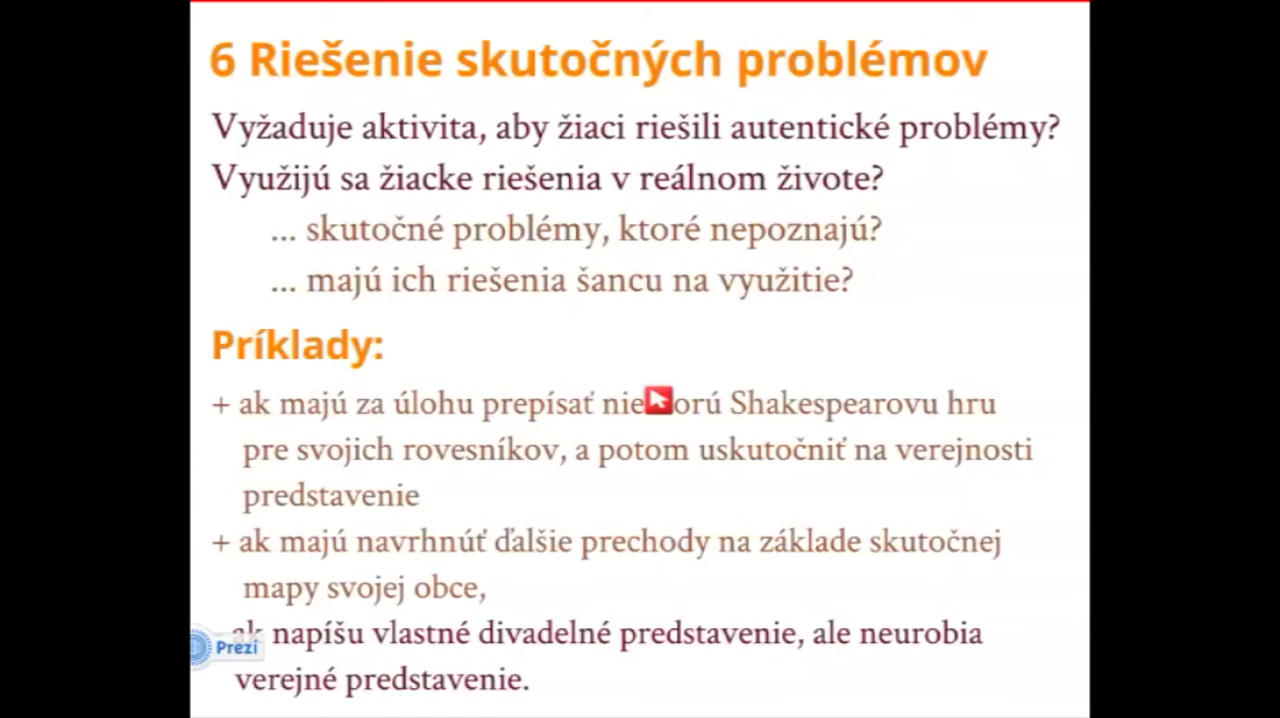 6 Riešenie skutočných problémov
Vyžaduje aktivita, aby žiaci riešili autentické problémy?
Využijú sa žiacke riešenia v reálnom živote?
... skutočné problémy, ktoré nepoznajú?
... majú ich riešenia šancu na využitie?
Príklady:
+ ak majú za úlohu prepísať Shakespearovu hru
pre svojich rovesníkov, a potom uskutočniť na verejnosti
predstavenie
+ ak majú navrhnúť ďalšie prechody na základe skutočnej
mapy svojej obce,
ak napíšu vlastné divadelné predstavenie, ale neurobia
Prezi
verejné predstavenie.